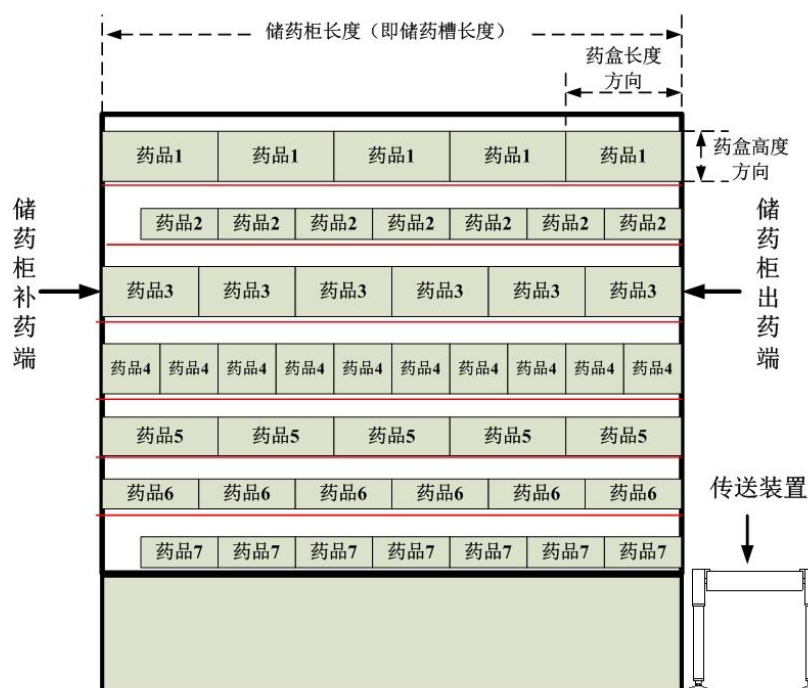 储药柜长度（即储药槽长度）
药盒长度
方向
药品1 药品1 药品1 药品1 药品1
药盒高度
方向
药品2 药品2 药品2 药品2 药品2 药品2 药品2
储药柜补药端
药品3 药品3 药品3 药品3 药品3 药品3
储药柜出药端
药品4 药品4 药品4 药品4 药品4 药品4 药品4 药品4 药品4 药品4
药品5 药品5 药品5 药品5 药品5
药品6 药品6 药品6 药品6 药品6 药品6
传送装置
药品7 药品7 药品7 药品7 药品7 药品7 药品7